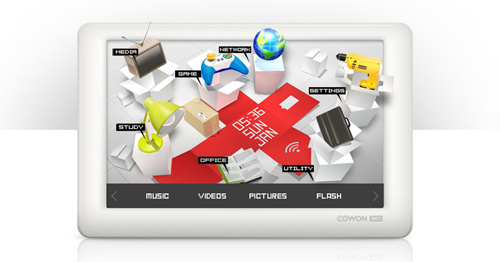 MEDIA
NETWORK
GAME
SETTINGS
STUDY
05:36
SUN
JAN
OFFICE
UTILITY
MUSIC VIDEOS PICTURES FLASH
COWON